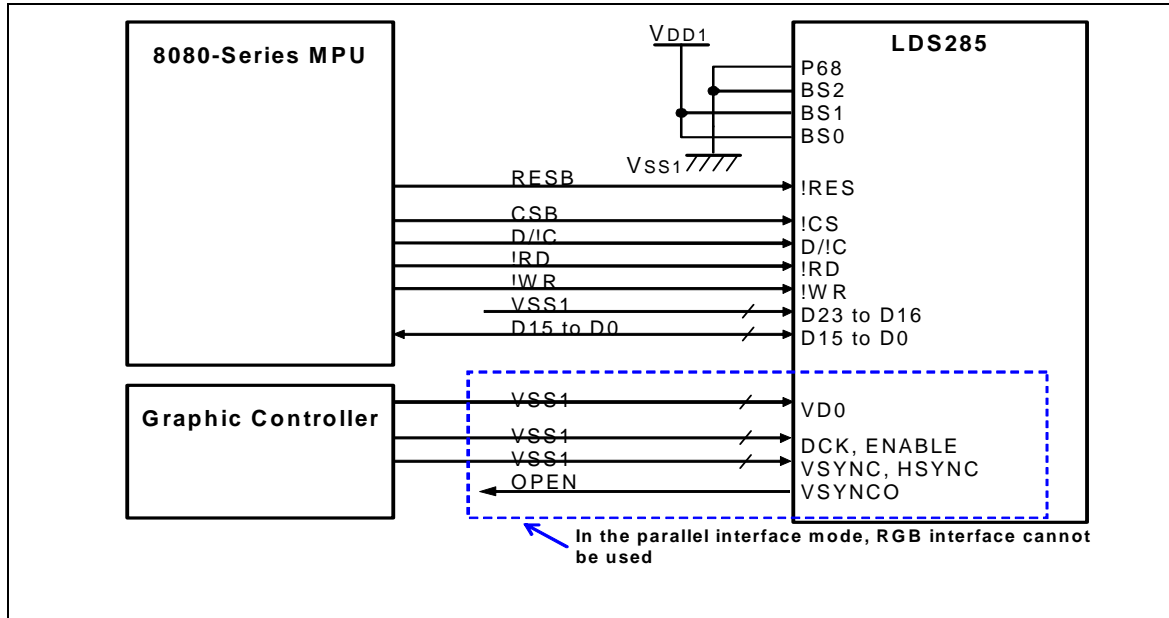 8080-Series MPU
VDD1
LDS285
P68
BS2
BS1
BS0
VSS1
RESB
!RES
CSB
!CS
D/!C
D/!C
!RD
!RD
!WR
!WR
VSS1
D23 to D16
D15 to D0
D15 to D0
Graphic Controller
VSS1
VD0
VSS1
DCK, ENABLE
VSS1
VSYNC, HSYNC
OPEN
VSYNCO
In the parallel interface mode, RGB interface cannot
be used